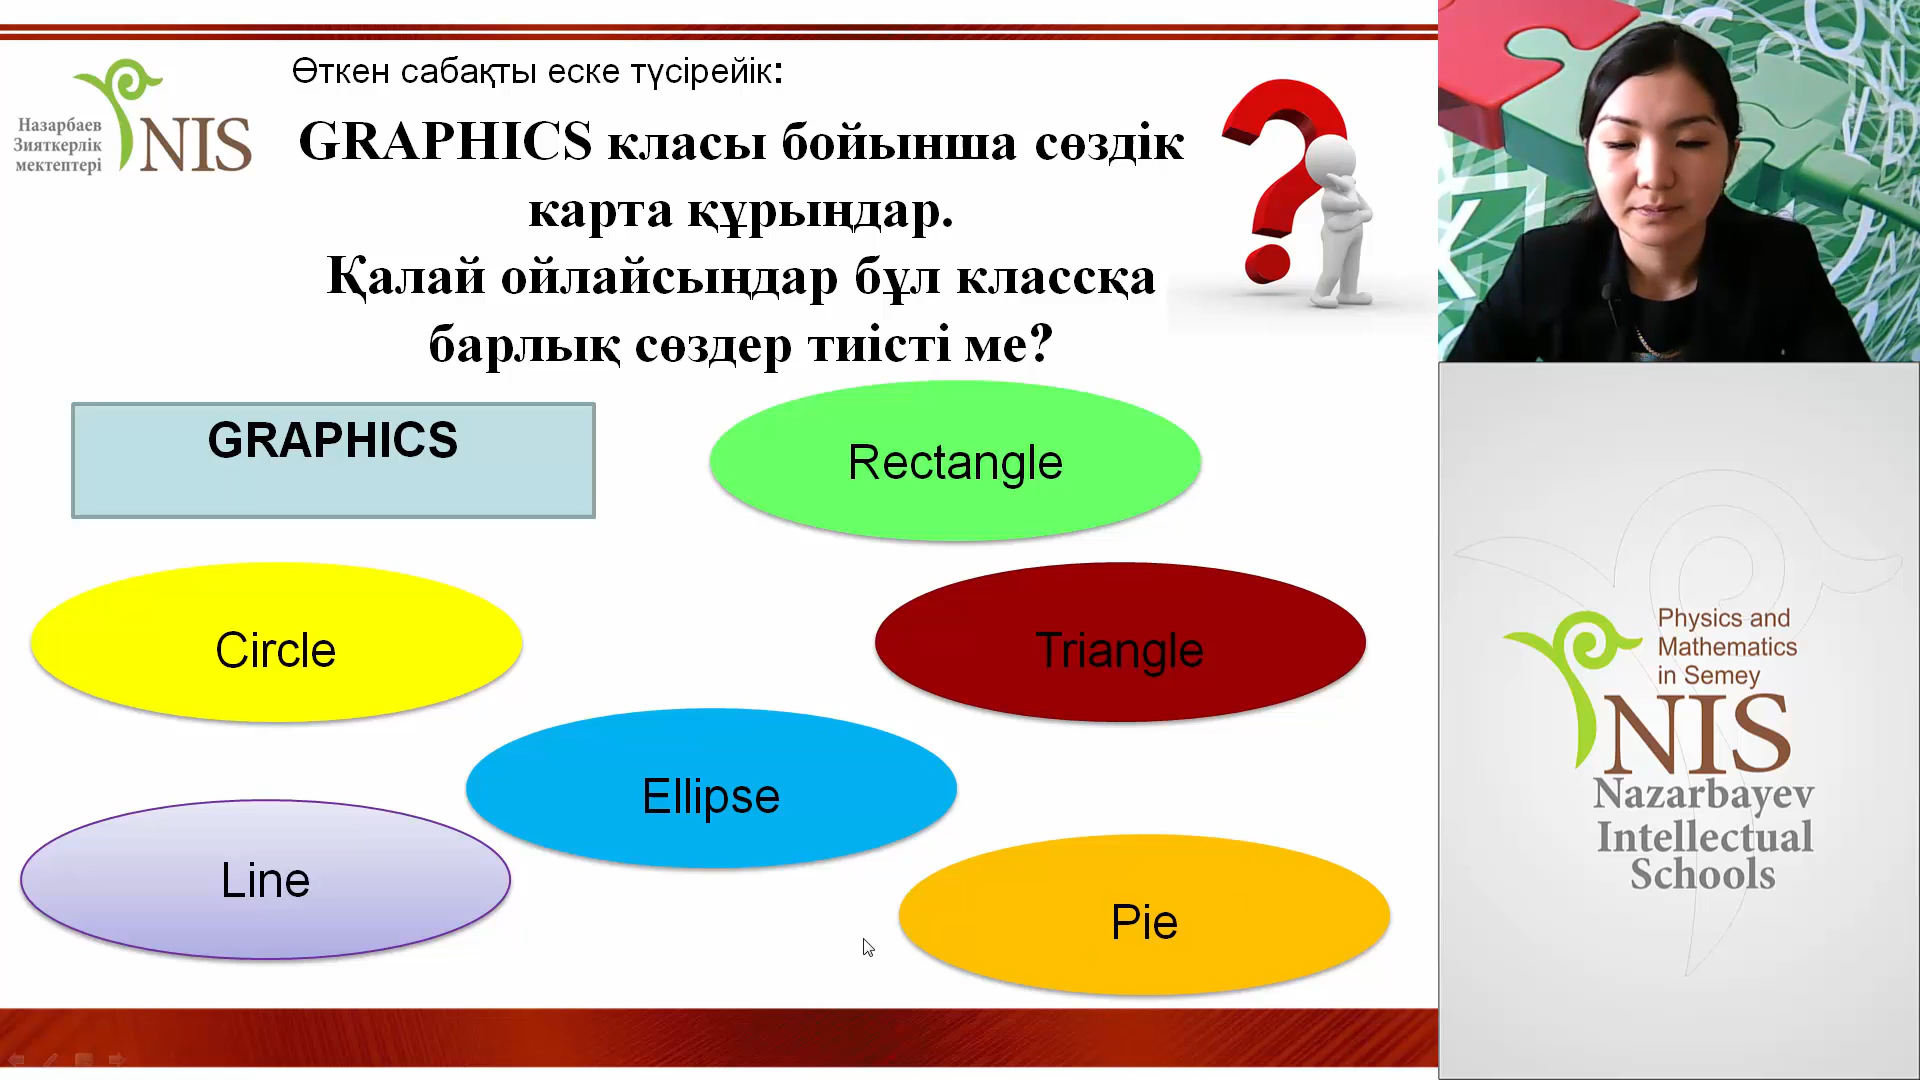 Өткен сабақты еске түсірейік:
Назарбаев
Зияткерлік
мектептері
NIS
GRAPHICS класы бойынша сөздік
карта құрыңдар.
Қалай ойлайсыңдар бұл классқа
барлық сөздер тиісті ме?
GRAPHICS
Rectangle
Circle
Triangle
Ellipse
Line
Pie
Physics and
Mathematics
in Semey
NIS
Nazarbayev
Intellectual
Schools